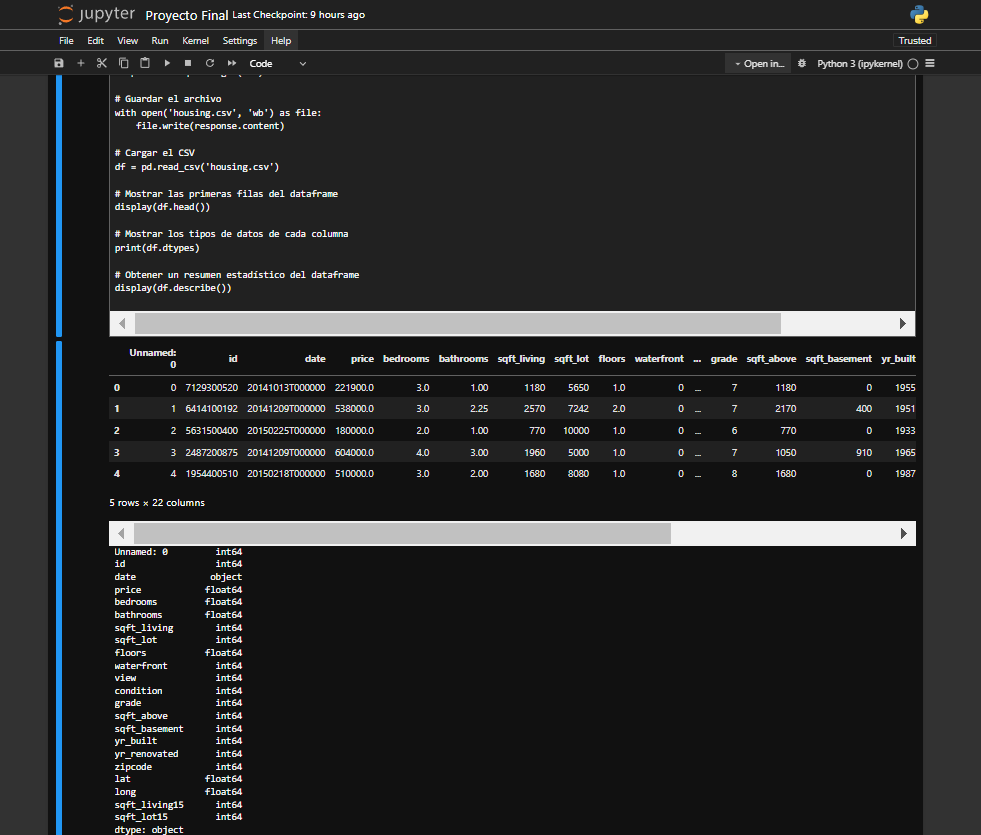 jupyter Proyecto Final Last Checkpoint: 9 hours ago
File Edit View Run Kernel Settings Help Trusted
Code Open in... Python 3 (ipykernel)
# Guardar el archivo
with open('housing.csv', 'wb') as file:
    file.write(response.content)
# Cargar el CSV
df = pd.read_csv('housing.csv')
# Mostrar las primeras filas del dataframe
display(df.head())
# Mostrar los tipos de datos de cada columna
print(df.dtypes)
# Obtener un resumen estadístico del dataframe
display(df.describe())
Unnamed: 0 id date price bedrooms bathrooms sqft_living sqft_lot floors waterfront ... grade sqft_above sqft_basement yr_built
0 0 7129300520 20141013T000000 221900.0 3.0 1.00 1180 5650 1.0 0 ... 7 1180 0 1955
1 1 6414100192 20141209T000000 538000.0 3.0 2.25 2570 7242 2.0 0 ... 7 2170 400 1951
2 2 5631500400 20150225T000000 180000.0 2.0 1.00 770 10000 1.0 0 ... 6 770 0 1933
3 3 2487200875 20141209T000000 604000.0 4.0 3.00 1960 5000 1.0 0 ... 7 1050 910 1965
4 4 1954400510 20150218T000000 510000.0 3.0 2.00 1680 8080 1.0 0 ... 8 1680 0 1987
5 rows × 22 columns
Unnamed: 0 int64
id int64
date object
price float64
bedrooms float64
bathrooms float64
sqft_living int64
sqft_lot int64
floors float64
waterfront int64
view int64
condition int64
grade int64
sqft_above int64
sqft_basement int64
yr_built int64
yr_renovated int64
zipcode int64
lat float64
long float64
sqft_living15 int64
sqft_lot15 int64
dtype: object